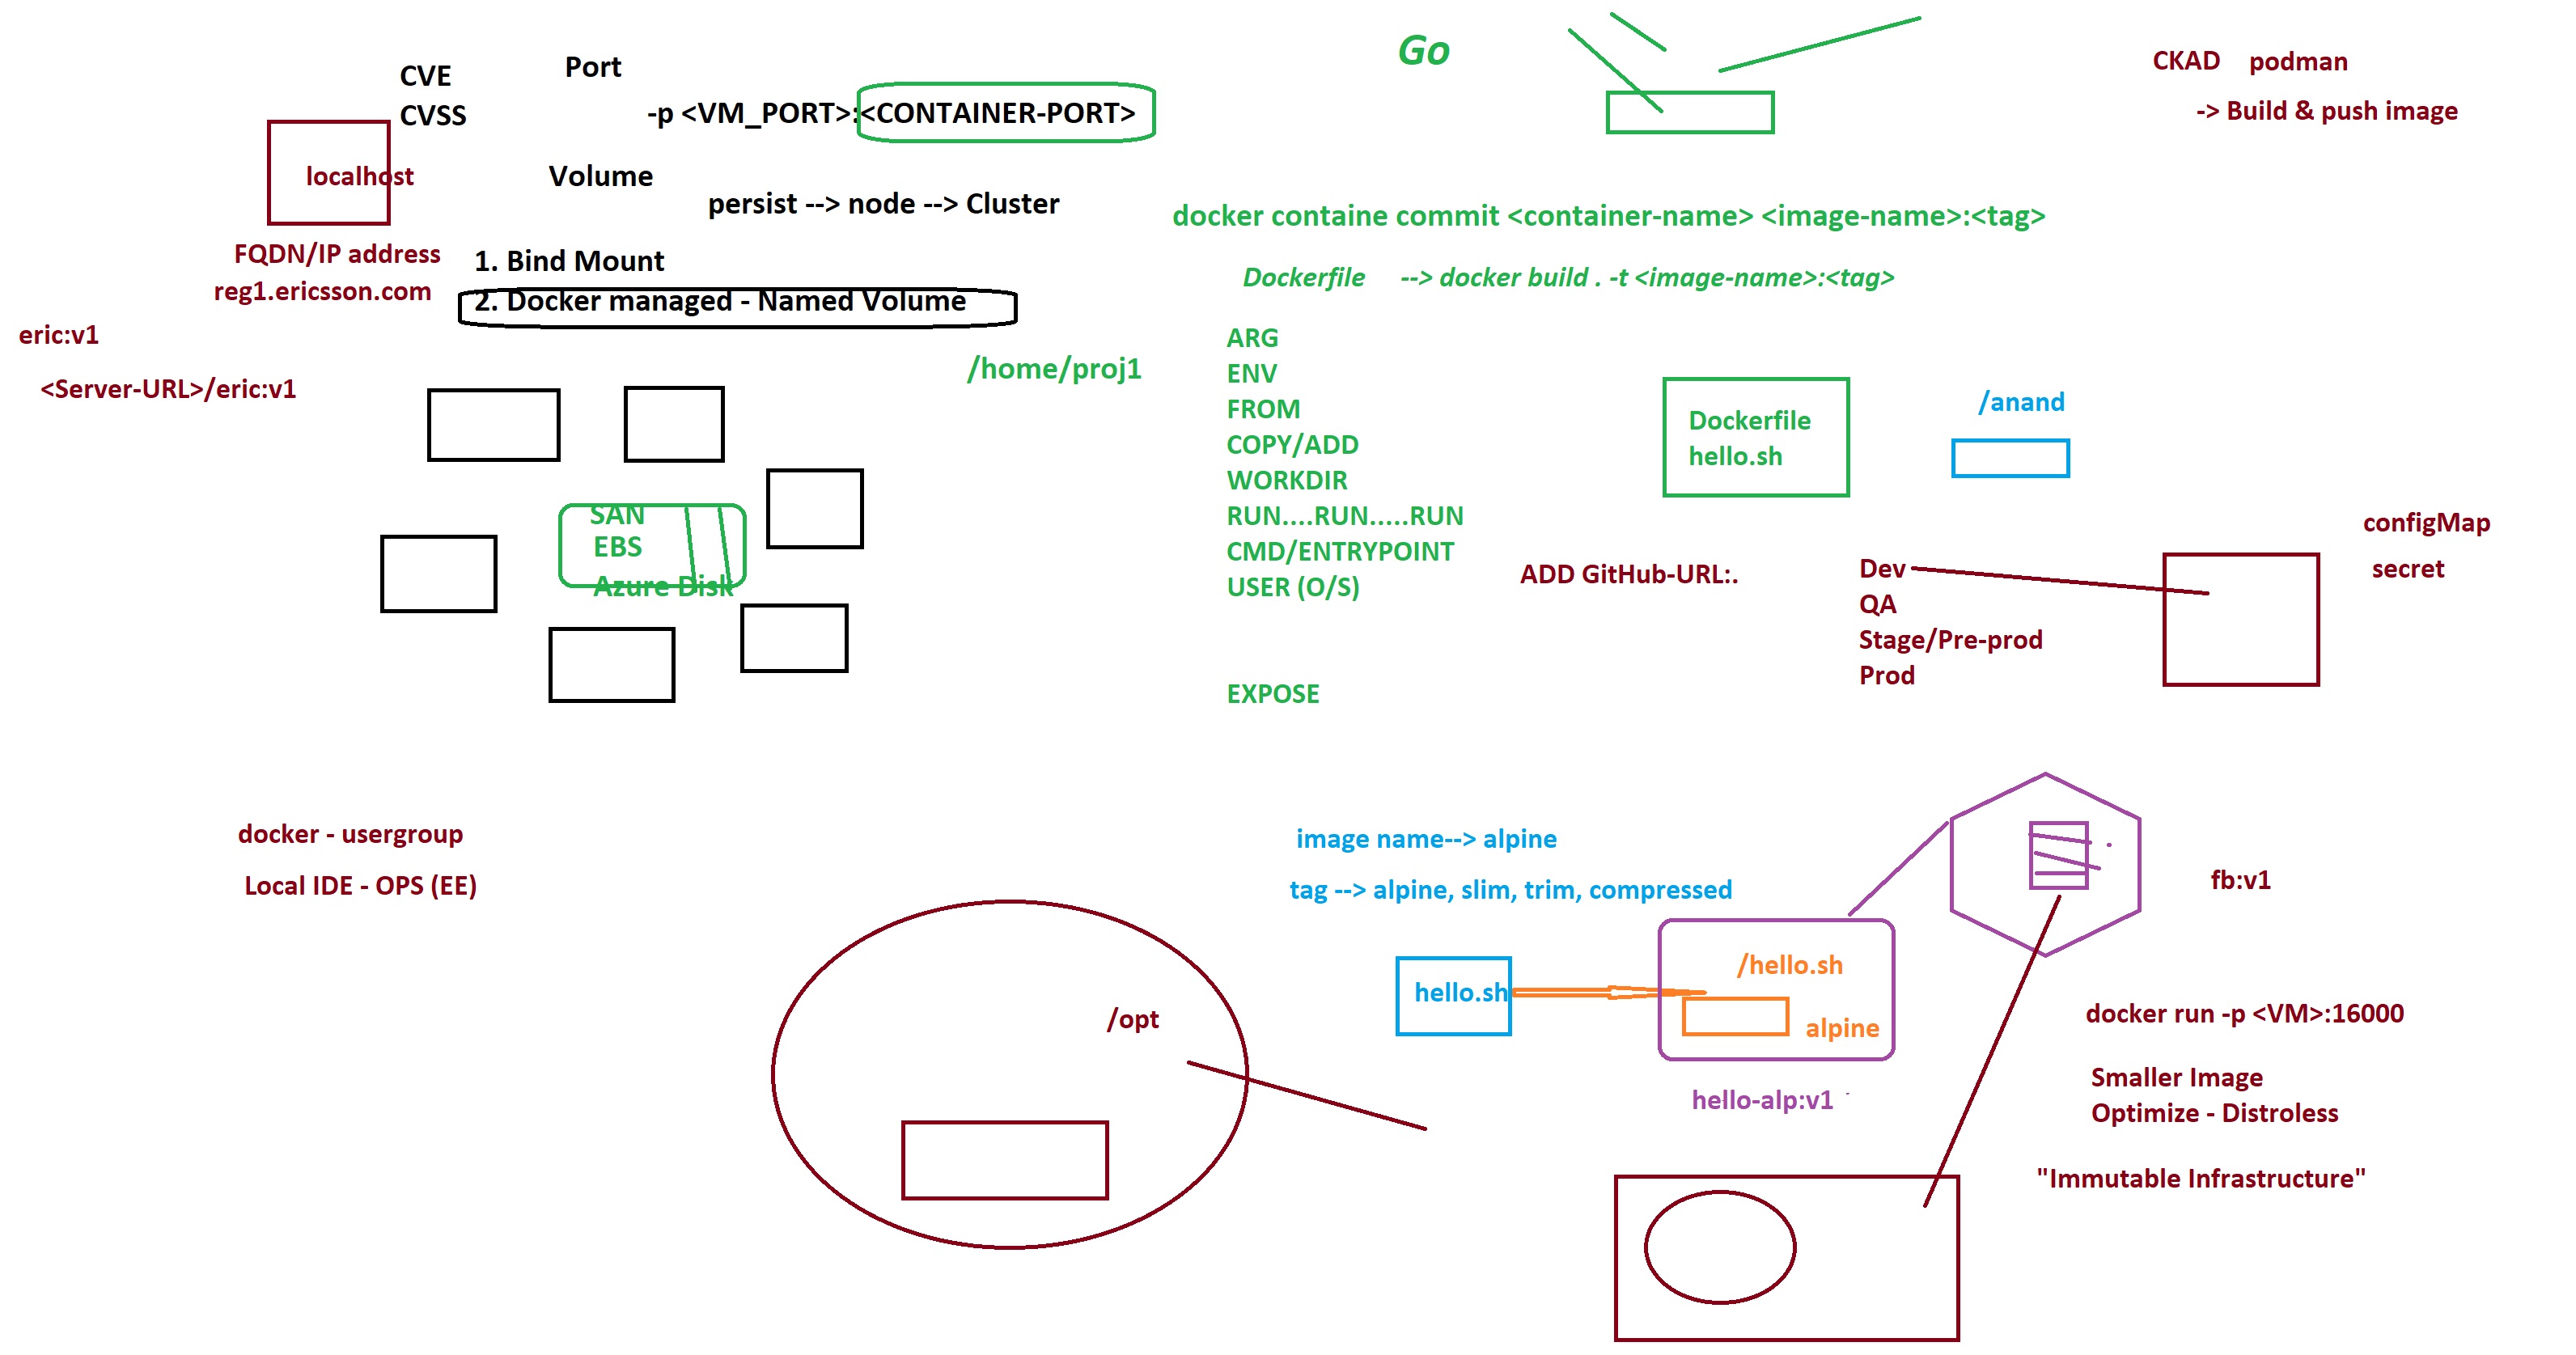 CVE
CVSS
Port
-p <VM_PORT>:<CONTAINER-PORT>
localhost
Volume
persist --> node --> Cluster
FQDN/IP address
reg1.ericsson.com
1. Bind Mount
2. Docker managed - Named Volume
eric:v1
<Server-URL>/eric:v1
/home/proj1
SAN
EBS
Azure Disk
docker - usergroup
Local IDE - OPS (EE)
/opt
Go
CKAD podman
-> Build & push image
docker containe commit <container-name> <image-name>:<tag>
Dockerfile --> docker build . -t <image-name>:<tag>
ARG
ENV
FROM
COPY/ADD
WORKDIR
RUN....RUN.....RUN
CMD/ENTRYPOINT
USER (O/S)
EXPOSE
Dockerfile
hello.sh
/anand
ADD GitHub-URL:.
Dev
QA
Stage/Pre-prod
Prod
configMap
secret
image name--> alpine
tag --> alpine, slim, trim, compressed
hello.sh
/hello.sh
alpine
hello-alp:v1
fb:v1
docker run -p <VM>:16000
Smaller Image
Optimize - Distroless
"Immutable Infrastructure"